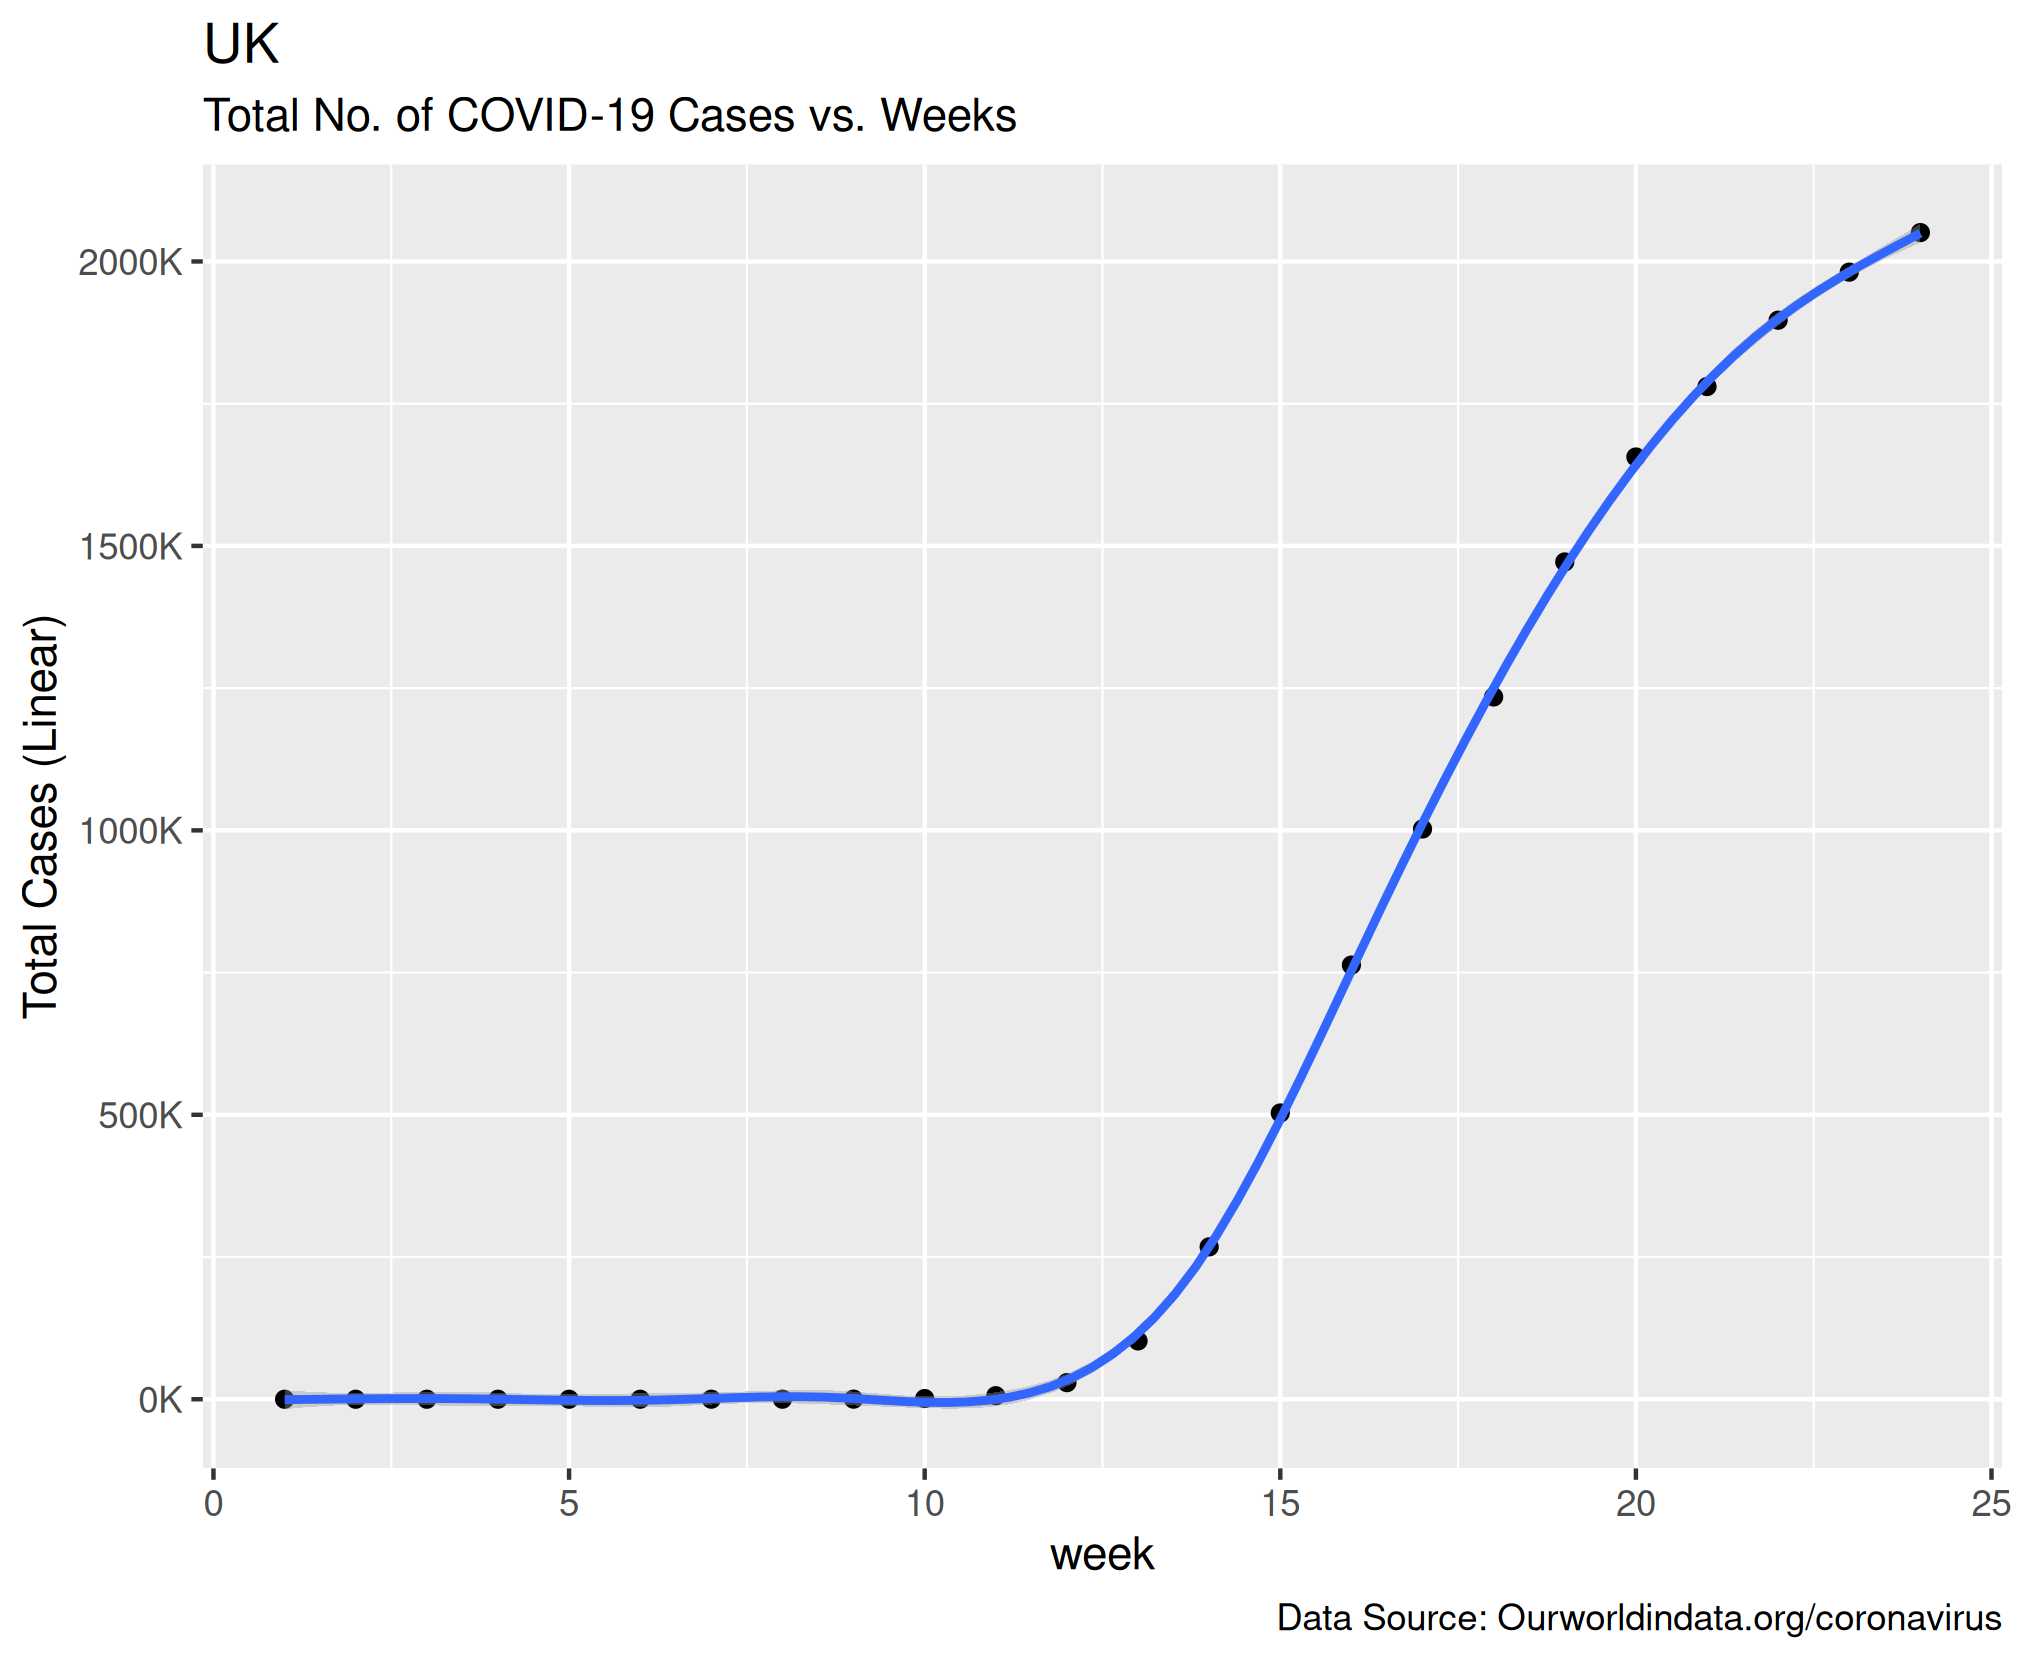 UK
Total No. of COVID-19 Cases vs. Weeks
Total Cases (Linear)
2000K
1500K
1000K
500K
0K
0 5 10 15 20 25
week
Data Source: Ourworldindata.org/coronavirus